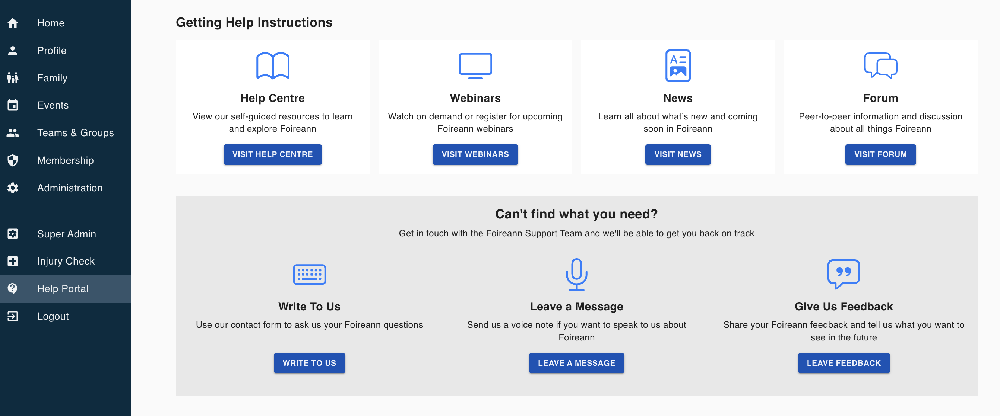 Home
Profile
Family
Events
Teams & Groups
Membership
Administration
Super Admin
Injury Check
Help Portal
Logout
Getting Help Instructions
Help Centre
View our self-guided resources to learn
and explore Foireann
VISIT HELP CENTRE
Webinars
Watch on demand or register for upcoming
Foireann webinars
VISIT WEBINARS
A
News
Learn all about what’s new and coming
soon in Foireann
VISIT NEWS
Forum
Peer-to-peer information and discussion
about all things Foireann
VISIT FORUM
Can't find what you need?
Get in touch with the Foireann Support Team and we'll be able to get you back on track
Write To Us
Use our contact form to ask us your Foireann questions
WRITE TO US
Leave a Message
Send us a voice note if you want to speak to us about
Foireann
LEAVE A MESSAGE
Give Us Feedback
Share your Foireann feedback and tell us what you want to
see in the future
LEAVE FEEDBACK